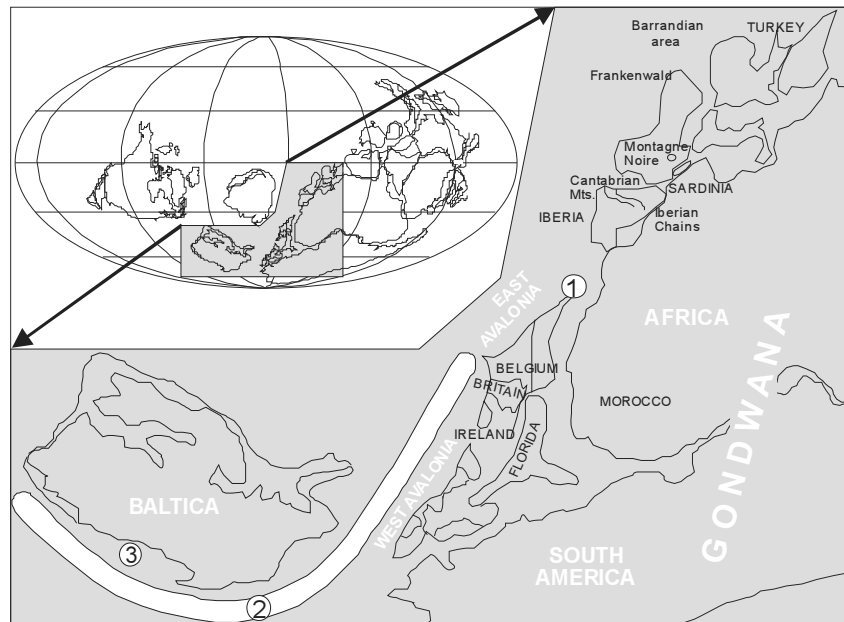 Barrandian
area
TURKEY
Frankenwald
Montagne
Noire
Cantabrian
Mts.
SARDINIA
IBERIA
Iberian
Chains
1
EAST
AVALONIA
AFRICA
GONDWANA
BELGIUM
BRITAIN
MOROCCO
IRELAND
FLORIDA
WEST AVALONIA
BALTICA
3
SOUTH
AMERICA
2